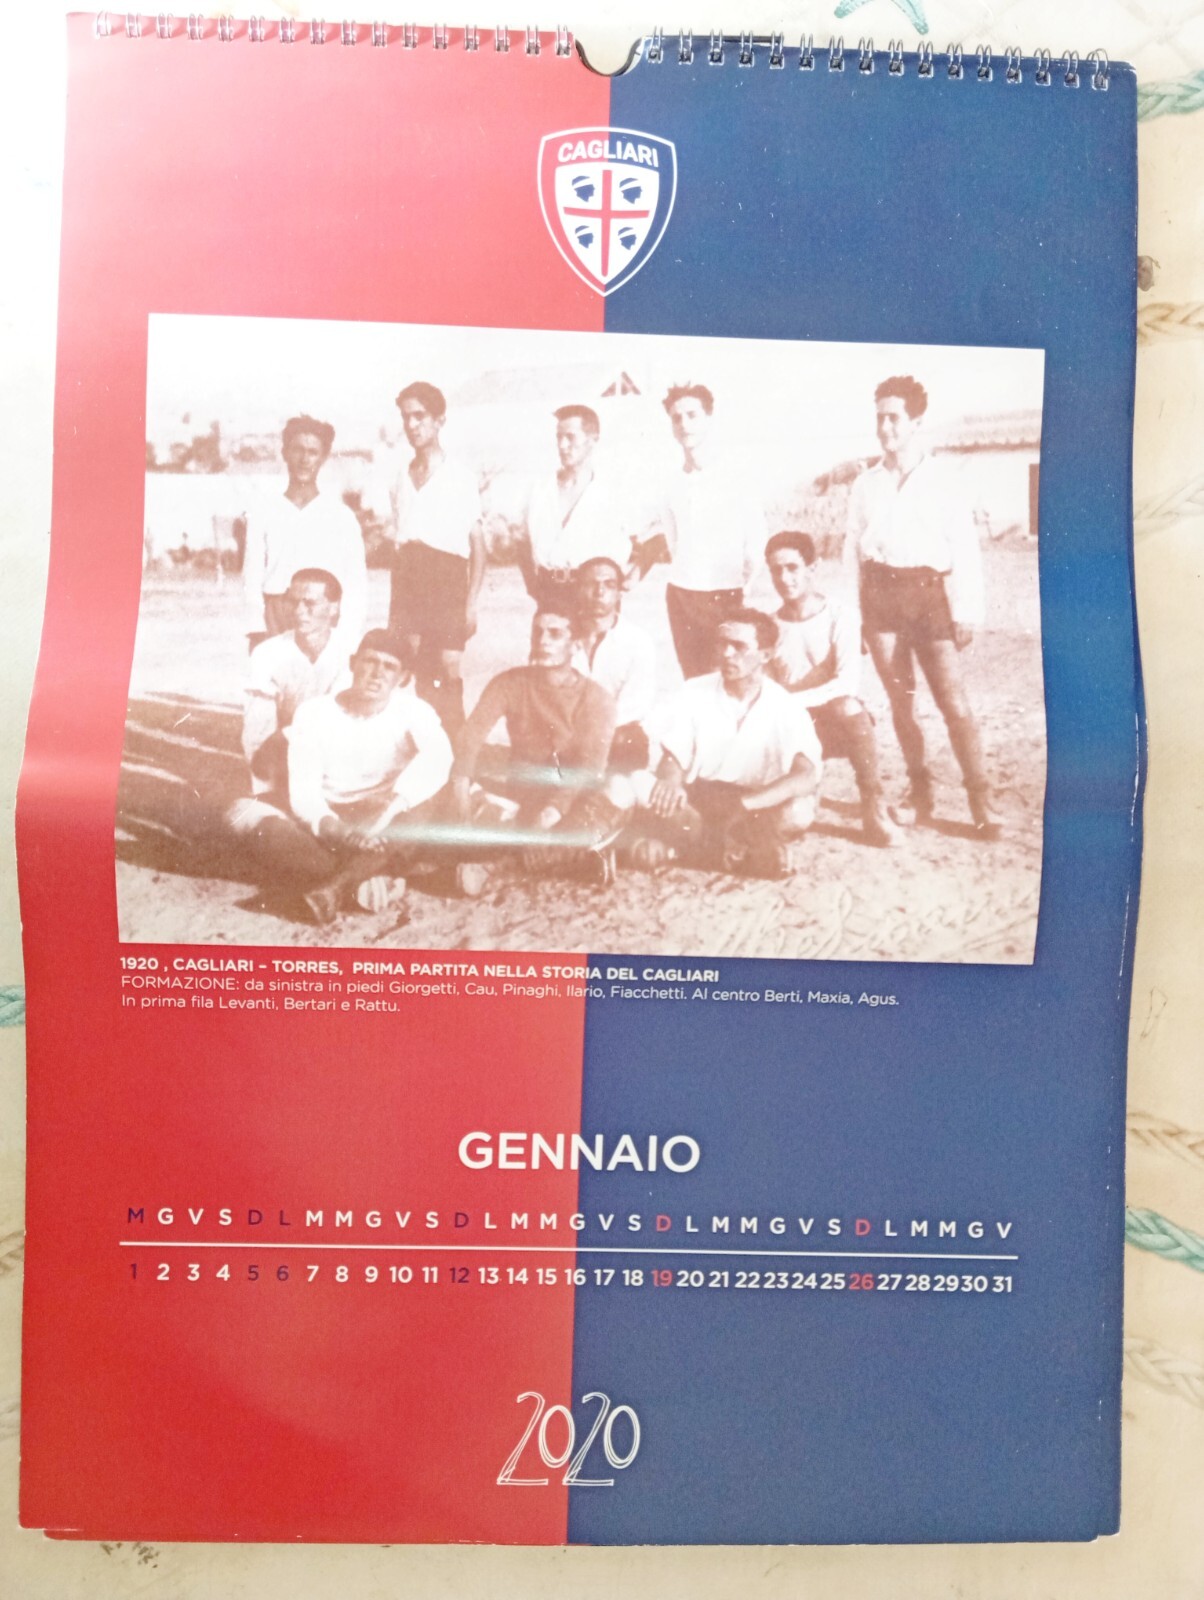 CAGLIARI
1920 , CAGLIARI – TORRES, PRIMA PARTITA NELLA STORIA DEL CAGLIARI
FORMAZIONE: da sinistra in piedi Giorgetti, Cau, Pinaghi, Ilario, Fiacchetti. Al centro Berti, Maxia, Agus.
In prima fila Levanti, Bertari e Rattu.
GENNAIO
M G V S D L M M G V S D L M M G V S D L M M G V S D L M M G V
1 2 3 4 5 6 7 8 9 10 11 12 13 14 15 16 17 18 19 20 21 22 23 24 25 26 27 28 29 30 31
2020